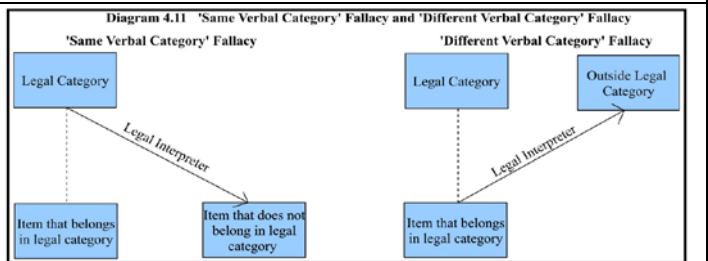 Diagram 4.11 'Same Verbal Category' Fallacy and 'Different Verbal Category' Fallacy
'Same Verbal Category' Fallacy
Legal Category
Legal Interpreter
Item that belongs
in legal category
Item that does not
belong in legal
category
'Different Verbal Category' Fallacy
Legal Category
Outside Legal
Category
Legal Interpreter
Item that belongs
in legal category